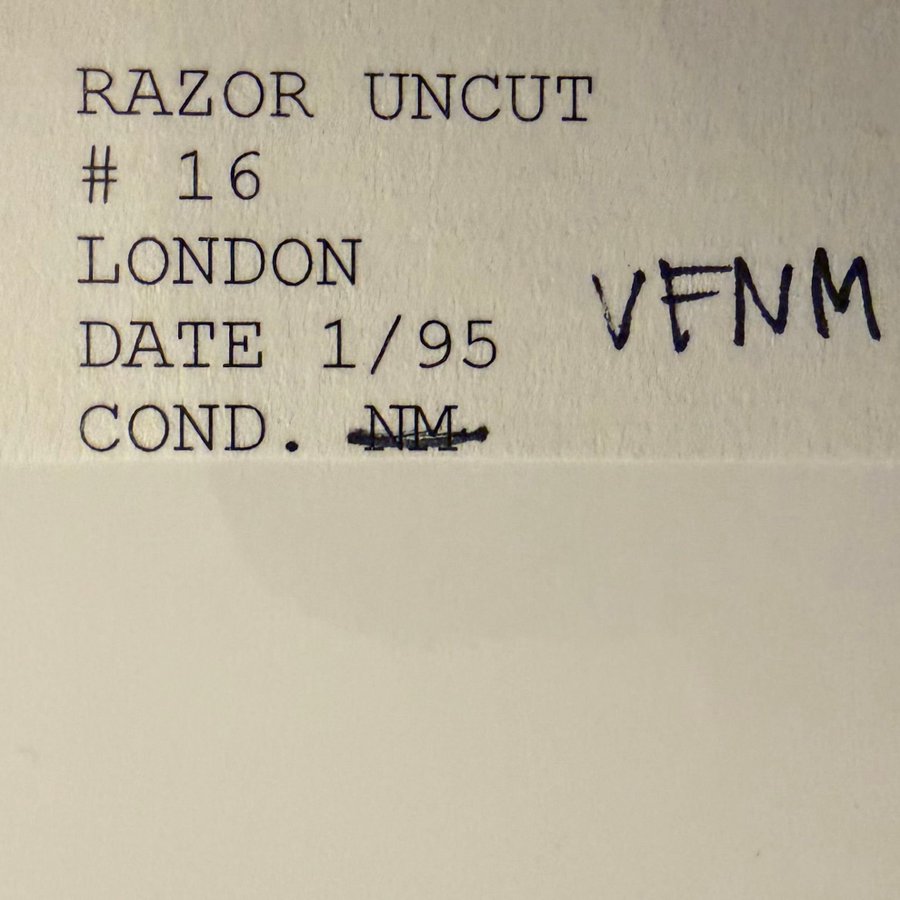 RAZOR UNCUT
# 16
LONDON
DATE 1/95
COND. NM
VFNM